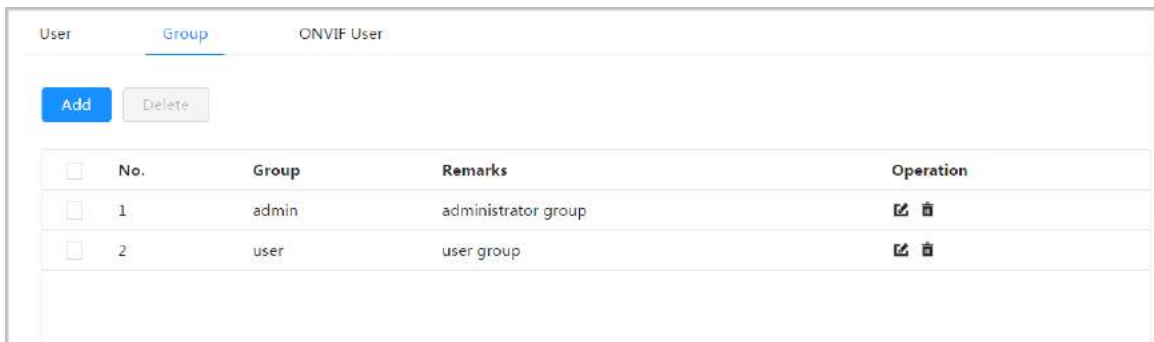 User Group ONVIF User
Add Delete
No. Group Remarks Operation
1 admin administrator group
2 user user group